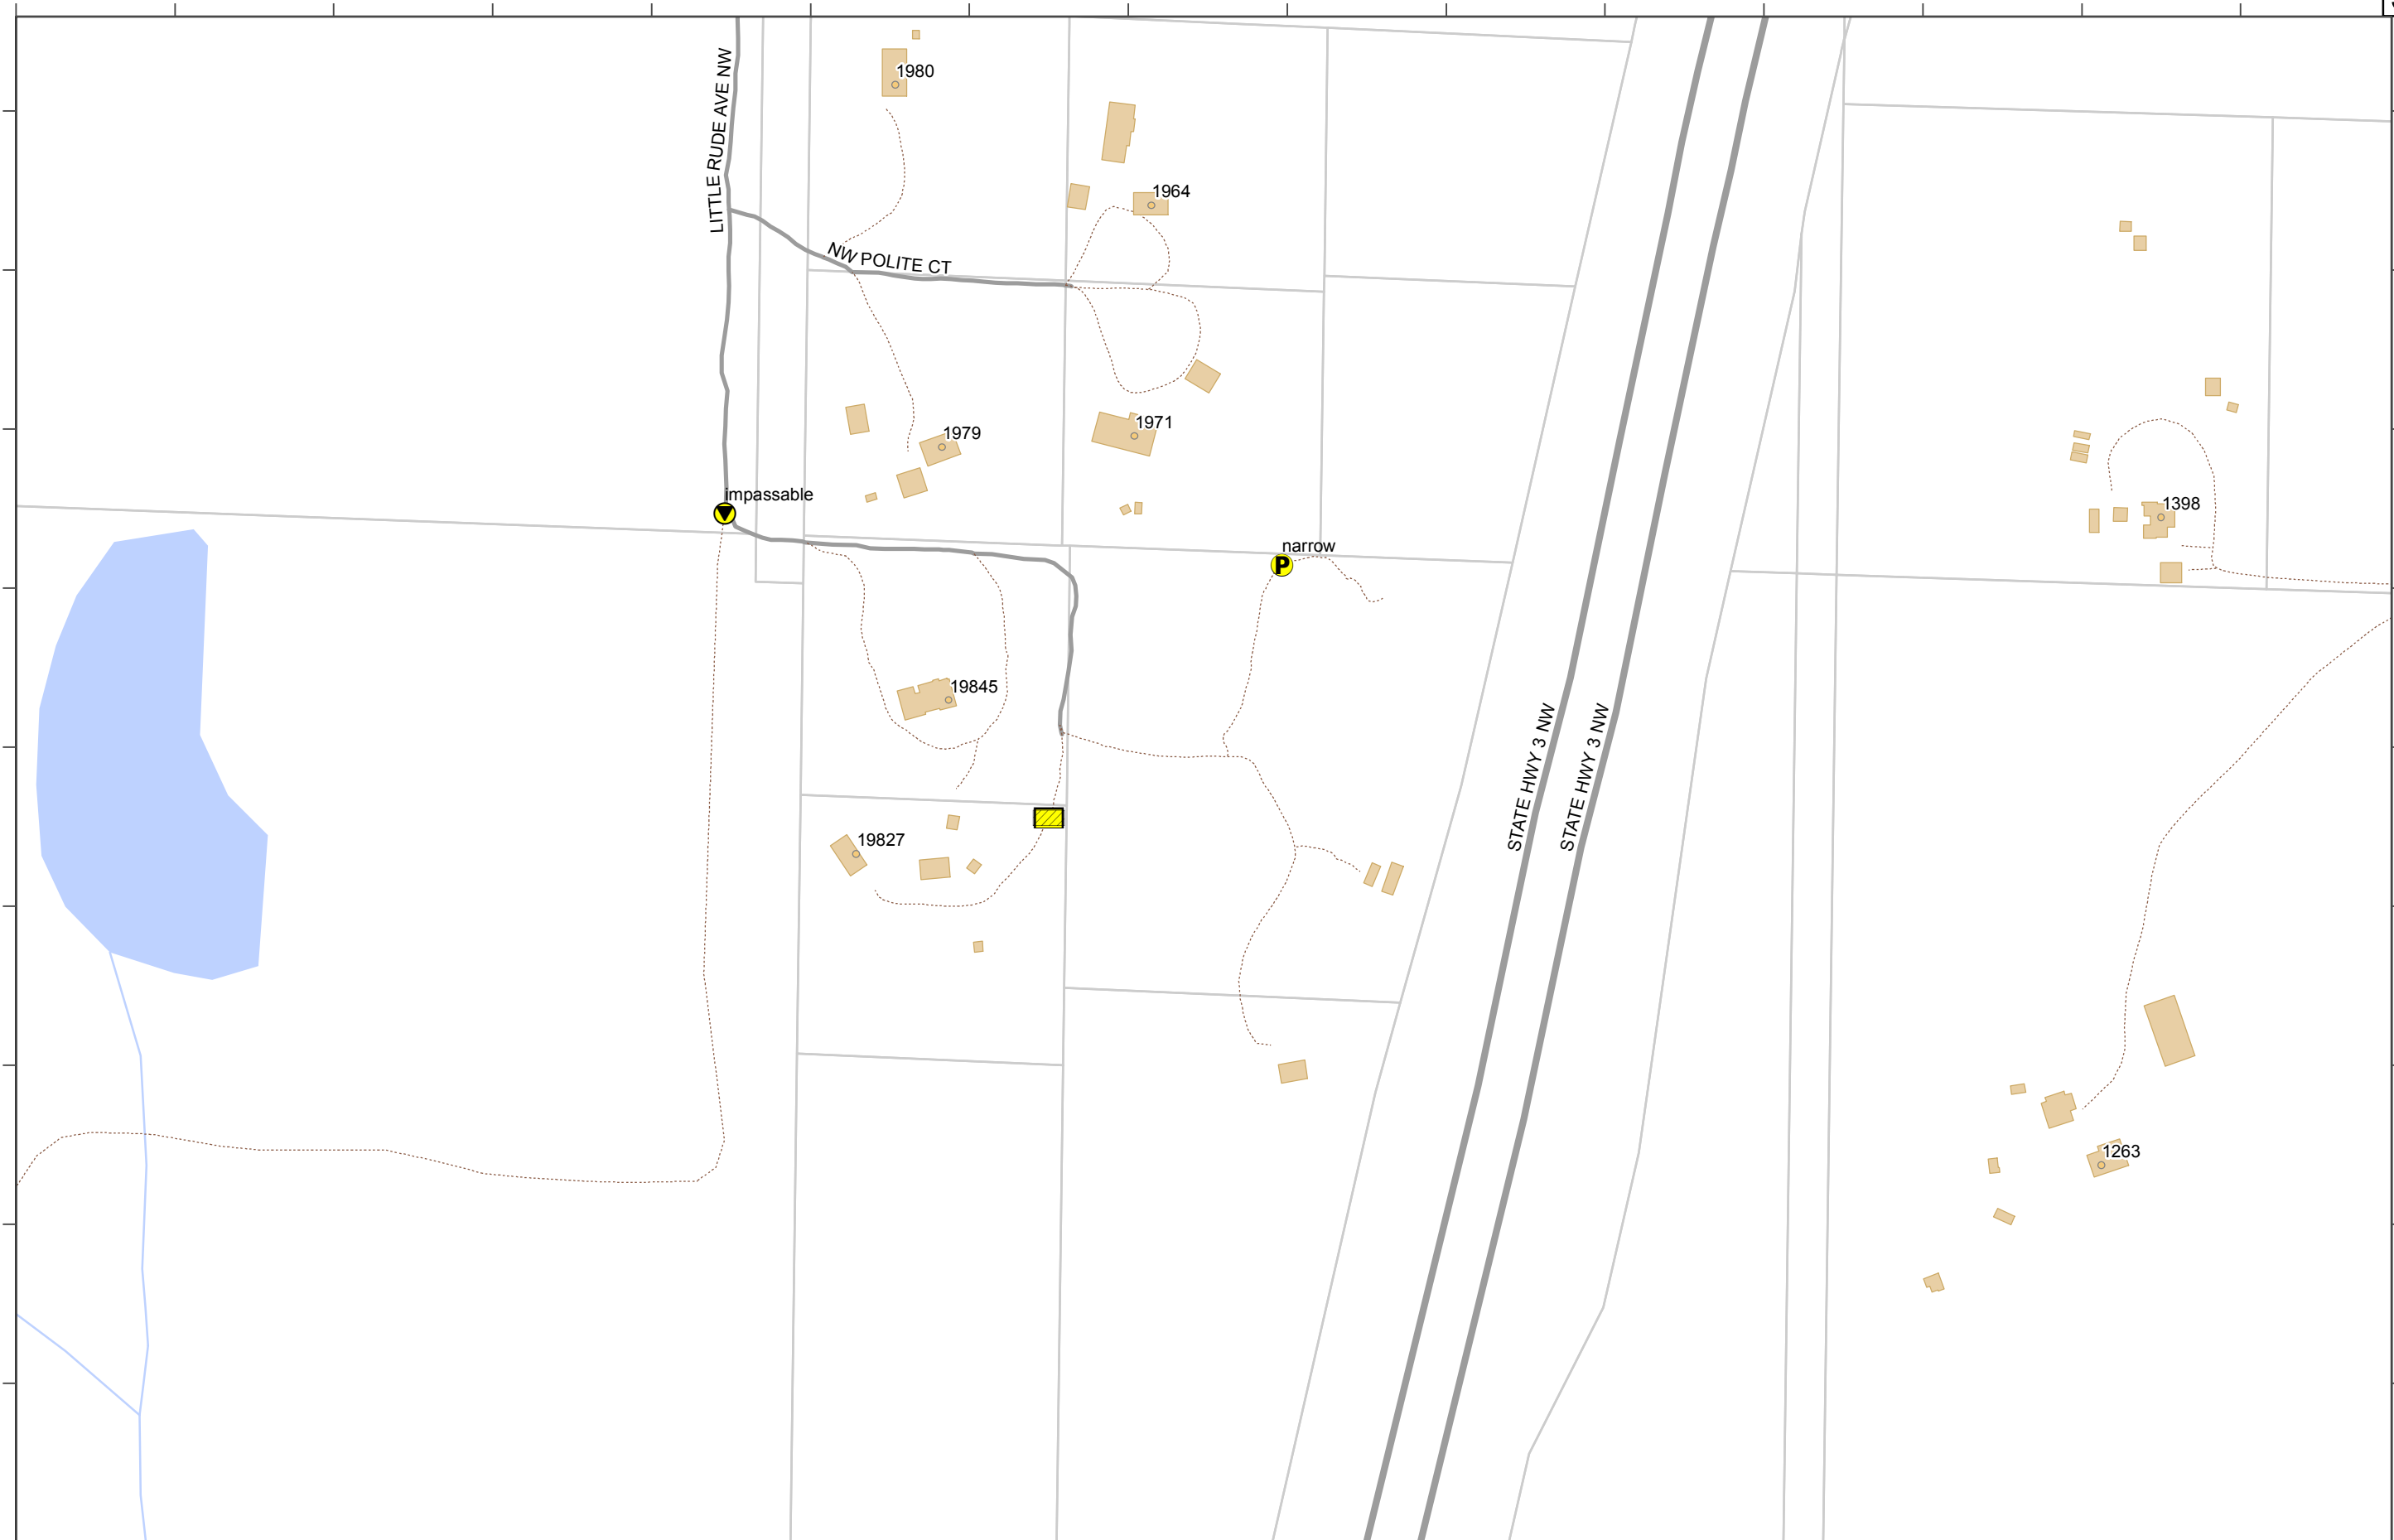 LITTLE RUDE AVE NW
1980
1964
NW POLITE CT
1979
1971
impassable
1398
narrow
P
19845
STATE HWY 3 NW
STATE HWY 3 NW
19827
1263